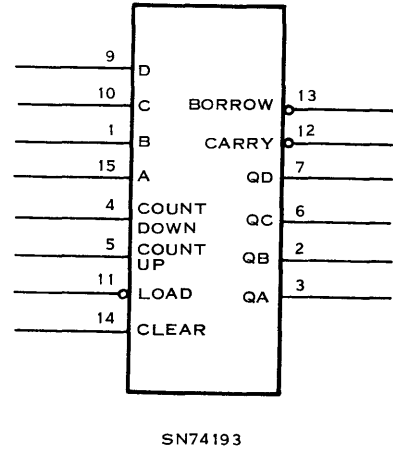 9 D
10 C
1 B
15 A
4 COUNT
DOWN
5 COUNT
UP
11 LOAD
14 CLEAR
BORROW 13
CARRY 12
QD 7
QC 6
QB 2
QA 3
SN74193